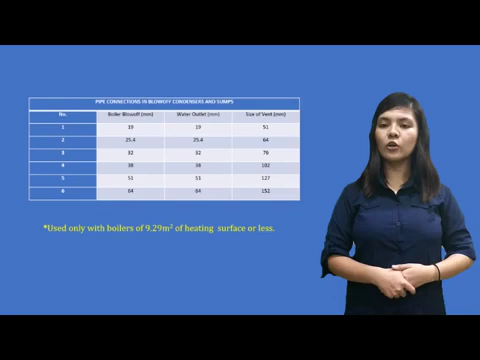 PIPE CONNECTIONS IN BLOWOFF CONDENSERS AND SUMPS
No. Boiler Blowoff (mm) Water Outlet (mm) Size of Vent (mm)
1 19 19 51
2 25.4 25.4 64
3 32 32 76
4 38 38 102
5 51 51 127
6 64 64 152
*Used only with boilers of 9.29m² of heating surface or less.